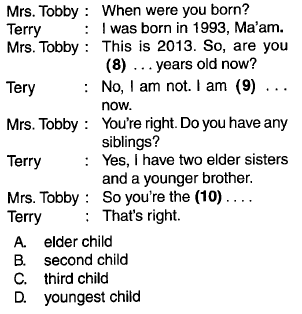 Mrs. Tobby : When were you born?
Terry : I was born in 1993, Ma'am.
Mrs. Tobby : This is 2013. So, are you
(8) ... years old now?
Tery : No, I am not. I am (9) ...
now.
Mrs. Tobby : You're right. Do you have any
siblings?
Terry : Yes, I have two elder sisters
and a younger brother.
Mrs. Tobby : So you're the (10) ....
Terry : That's right.
A. elder child
B. second child
C. third child
D. youngest child